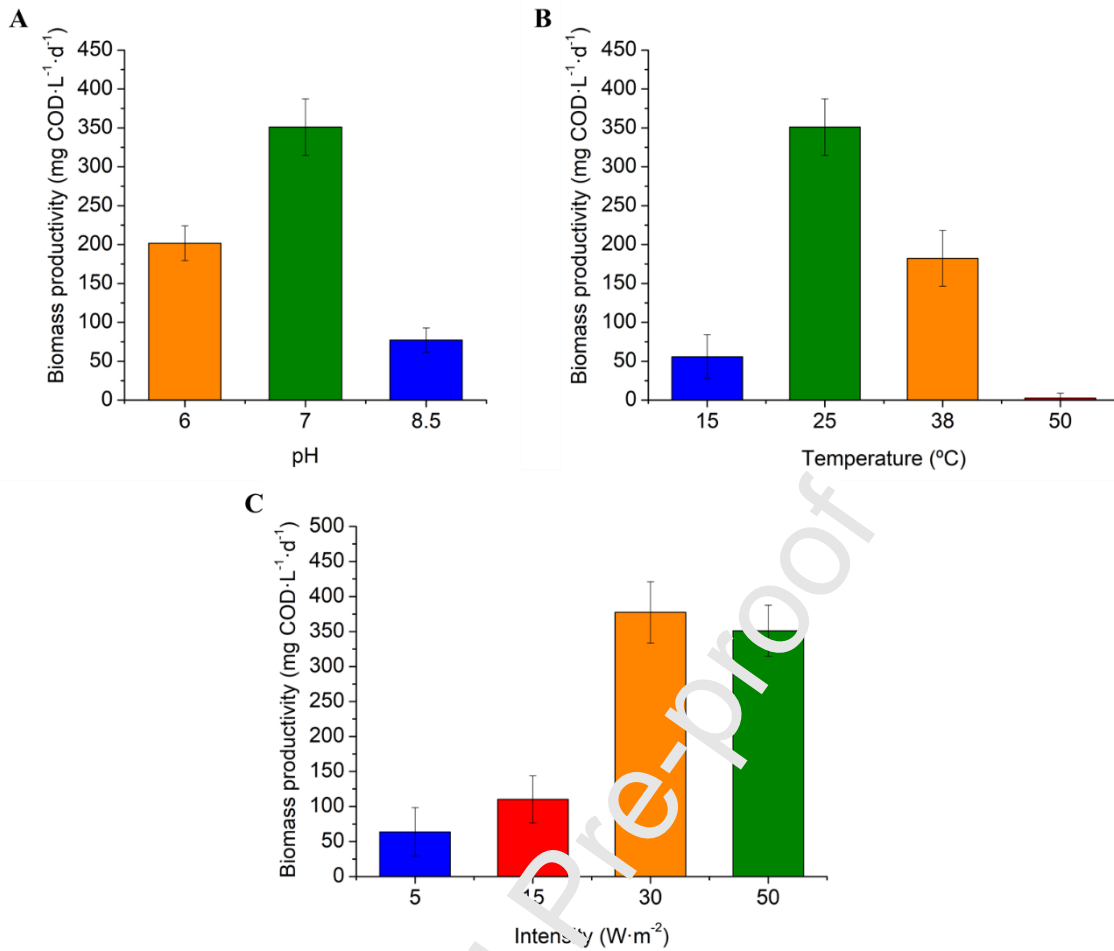 A
Biomass productivity (mg COD·L⁻¹·d⁻¹)
450
400
350
300
250
200
150
100
50
0
6 7 8.5
pH
B
Biomass productivity (mg COD·L⁻¹·d⁻¹)
450
400
350
300
250
200
150
100
50
0
15 25 38 50
Temperature (ºC)
C
Biomass productivity (mg COD·L⁻¹·d⁻¹)
500
450
400
350
300
250
200
150
100
50
0
5 15 30 50
Intensity (W·m⁻²)
Pre-proof